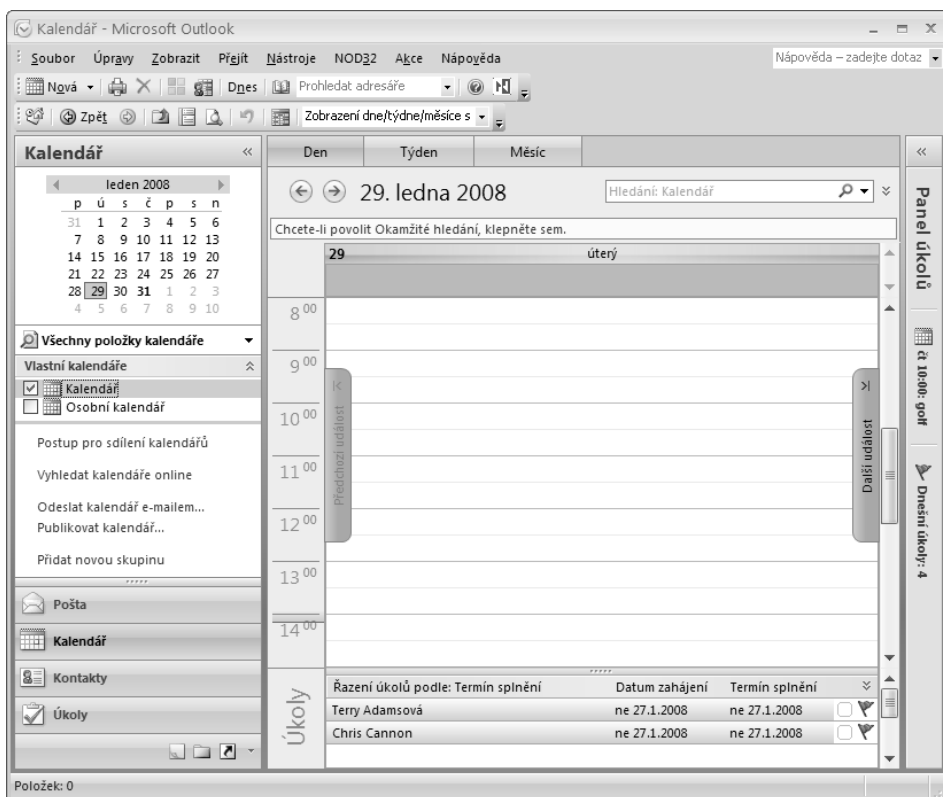 Kalendář - Microsoft Outlook
Soubor Úpravy Zobrazit Přejít Nástroje NOD32 Akce Nápověda
Nápověda – zadejte dotaz
Nová Dnes Prohledat adresáře
Zpět Zobrazení dne/týdne/měsíce s
Kalendář
leden 2008
p ú s č p s n
31 1 2 3 4 5 6
7 8 9 10 11 12 13
14 15 16 17 18 19 20
21 22 23 24 25 26 27
28 29 30 31 1 2 3
4 5 6 7 8 9 10
Všechny položky kalendáře
Vlastní kalendáře
Kalendář
Osobní kalendář
Postup pro sdílení kalendářů
Vyhledat kalendáře online
Odeslat kalendář e-mailem...
Publikovat kalendář...
Přidat novou skupinu
Pošta
Kalendář
Kontakty
Úkoly
Den Týden Měsíc
29. ledna 2008
Hledání: Kalendář
Chcete-li povolit Okamžité hledání, klepněte sem.
29 úterý
8 00
9 00
10 00
11 00
12 00
13 00
14 00
Předchozí událost
Další událost
Úkoly
Řazení úkolů podle: Termín splnění Datum zahájení Termín splnění
Terry Adamsová ne 27.1.2008 ne 27.1.2008
Chris Cannon ne 27.1.2008 ne 27.1.2008
Panel úkolů
čt 10:00: golf
Dnešní úkoly: 4
Položek: 0